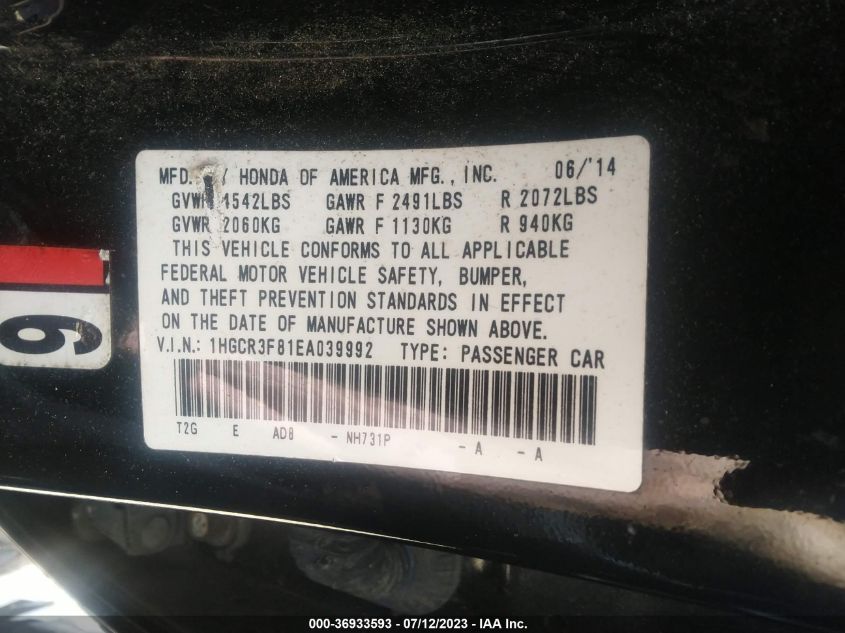 MFD. HONDA OF AMERICA MFG., INC. 06/'14
GVWR 4542LBS GAWR F 2491LBS R 2072LBS
GVWR 2060KG GAWR F 1130KG R 940KG
THIS VEHICLE CONFORMS TO ALL APPLICABLE
FEDERAL MOTOR VEHICLE SAFETY, BUMPER,
AND THEFT PREVENTION STANDARDS IN EFFECT
ON THE DATE OF MANUFACTURE SHOWN ABOVE.
V.I.N.: 1HGCR3F81EA039992 TYPE: PASSENGER CAR
T2G E AD8 - NH731P - A - A
000-36933593 - 07/12/2023 - IAA Inc.